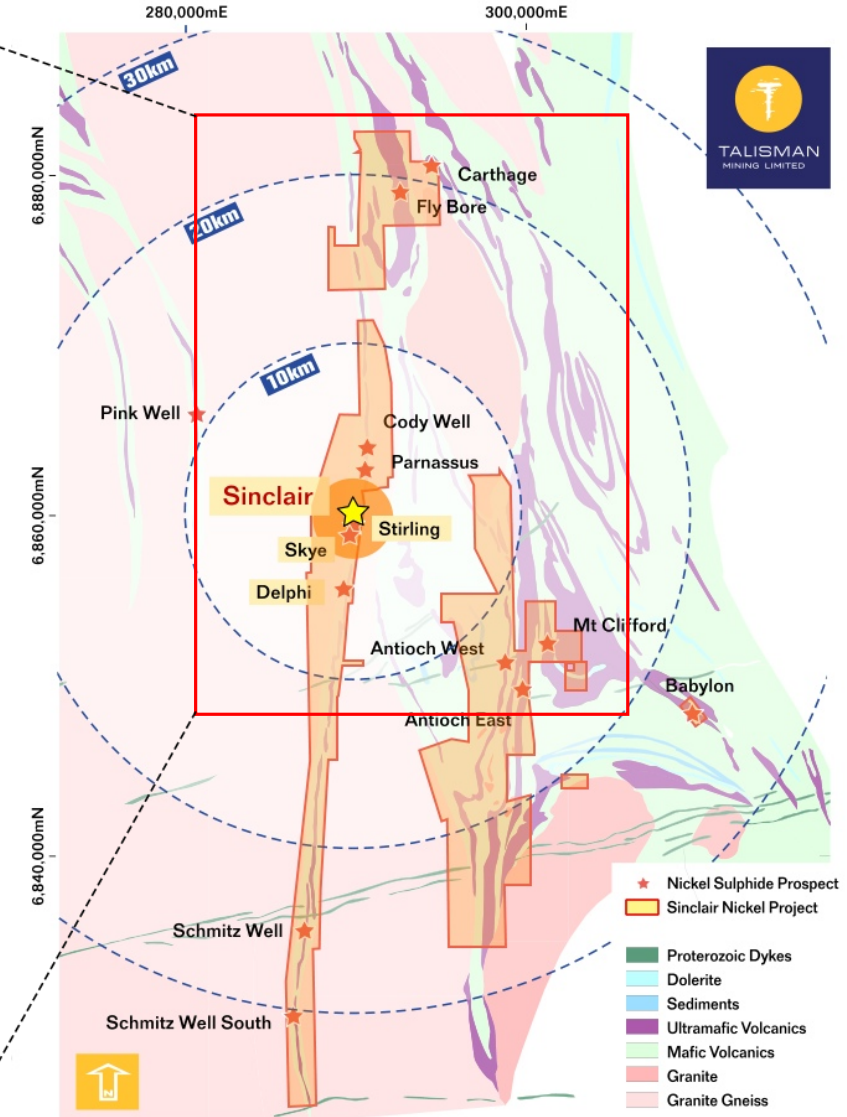 280,000mE
300,000mE
30km
TALISMAN
MINING LIMITED
6,880,000mN
Carthage
Fly Bore
20km
10km
Pink Well
Cody Well
Parnassus
Sinclair
6,860,000mN
Stirling
Skye
Delphi
Mt Clifford
Antioch West
Babylon
Antioch East
6,840,000mN
Nickel Sulphide Prospect
Sinclair Nickel Project
Schmitz Well
Proterozoic Dykes
Dolerite
Sediments
Schmitz Well South
Ultramafic Volcanics
Mafic Volcanics
Granite
Granite Gneiss
N